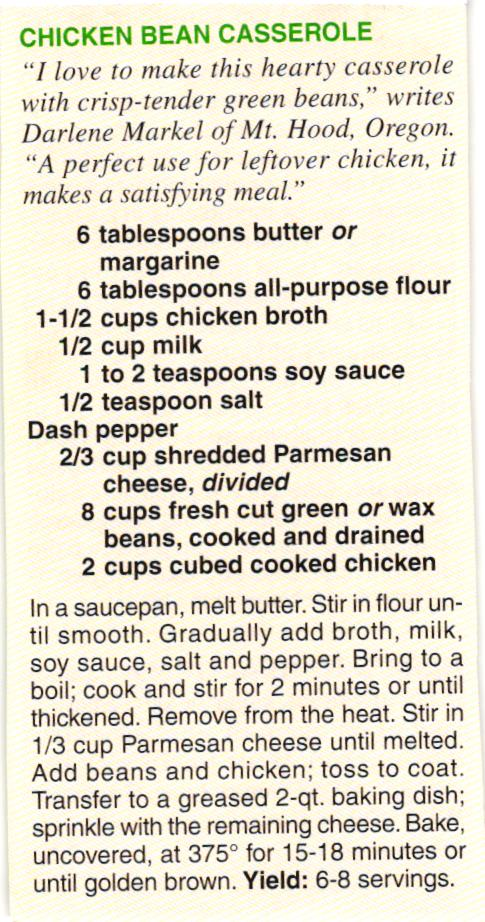 CHICKEN BEAN CASSEROLE
“I love to make this hearty casserole
with crisp-tender green beans,” writes
Darlene Markel of Mt. Hood, Oregon.
“A perfect use for leftover chicken, it
makes a satisfying meal.”
6 tablespoons butter or
margarine
6 tablespoons all-purpose flour
1-1/2 cups chicken broth
1/2 cup milk
1 to 2 teaspoons soy sauce
1/2 teaspoon salt
Dash pepper
2/3 cup shredded Parmesan
cheese, divided
8 cups fresh cut green or wax
beans, cooked and drained
2 cups cubed cooked chicken
In a saucepan, melt butter. Stir in flour un-
til smooth. Gradually add broth, milk,
soy sauce, salt and pepper. Bring to a
boil; cook and stir for 2 minutes or until
thickened. Remove from the heat. Stir in
1/3 cup Parmesan cheese until melted.
Add beans and chicken; toss to coat.
Transfer to a greased 2-qt. baking dish;
sprinkle with the remaining cheese. Bake,
uncovered, at 375° for 15-18 minutes or
until golden brown. Yield: 6-8 servings.